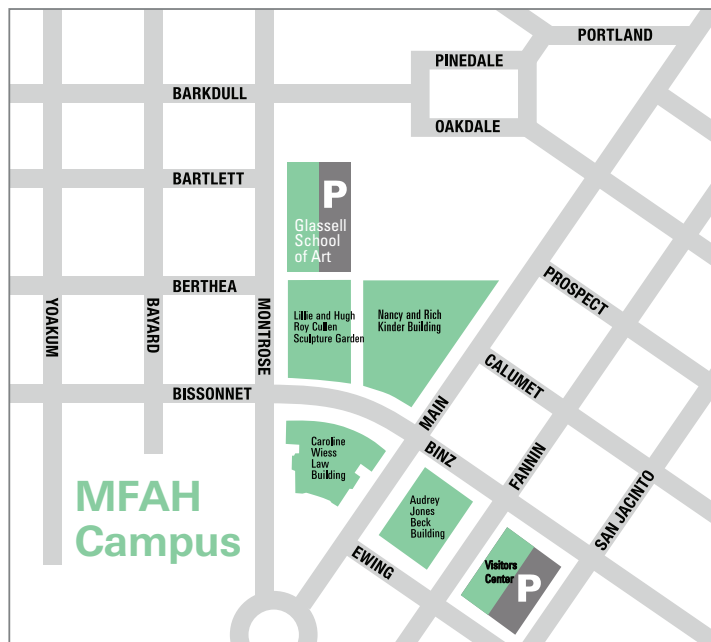 PORTLAND
PINEDALE
BARKDULL
OAKDALE
BARTLETT
P
Glassell
School
of Art
PROSPECT
BERTHEA
YOAKUM
BAYARD
MONTROSE
Lillie and Hugh
Roy Cullen
Sculpture Garden
Nancy and Rich
Kinder Building
CALUMET
BISSONNET
MAIN
BINZ
FANNIN
SAN JACINTO
Caroline
Wiess
Law
Building
MFAH
Campus
Audrey
Jones
Beck
Building
EWING
Visitors
Center
P